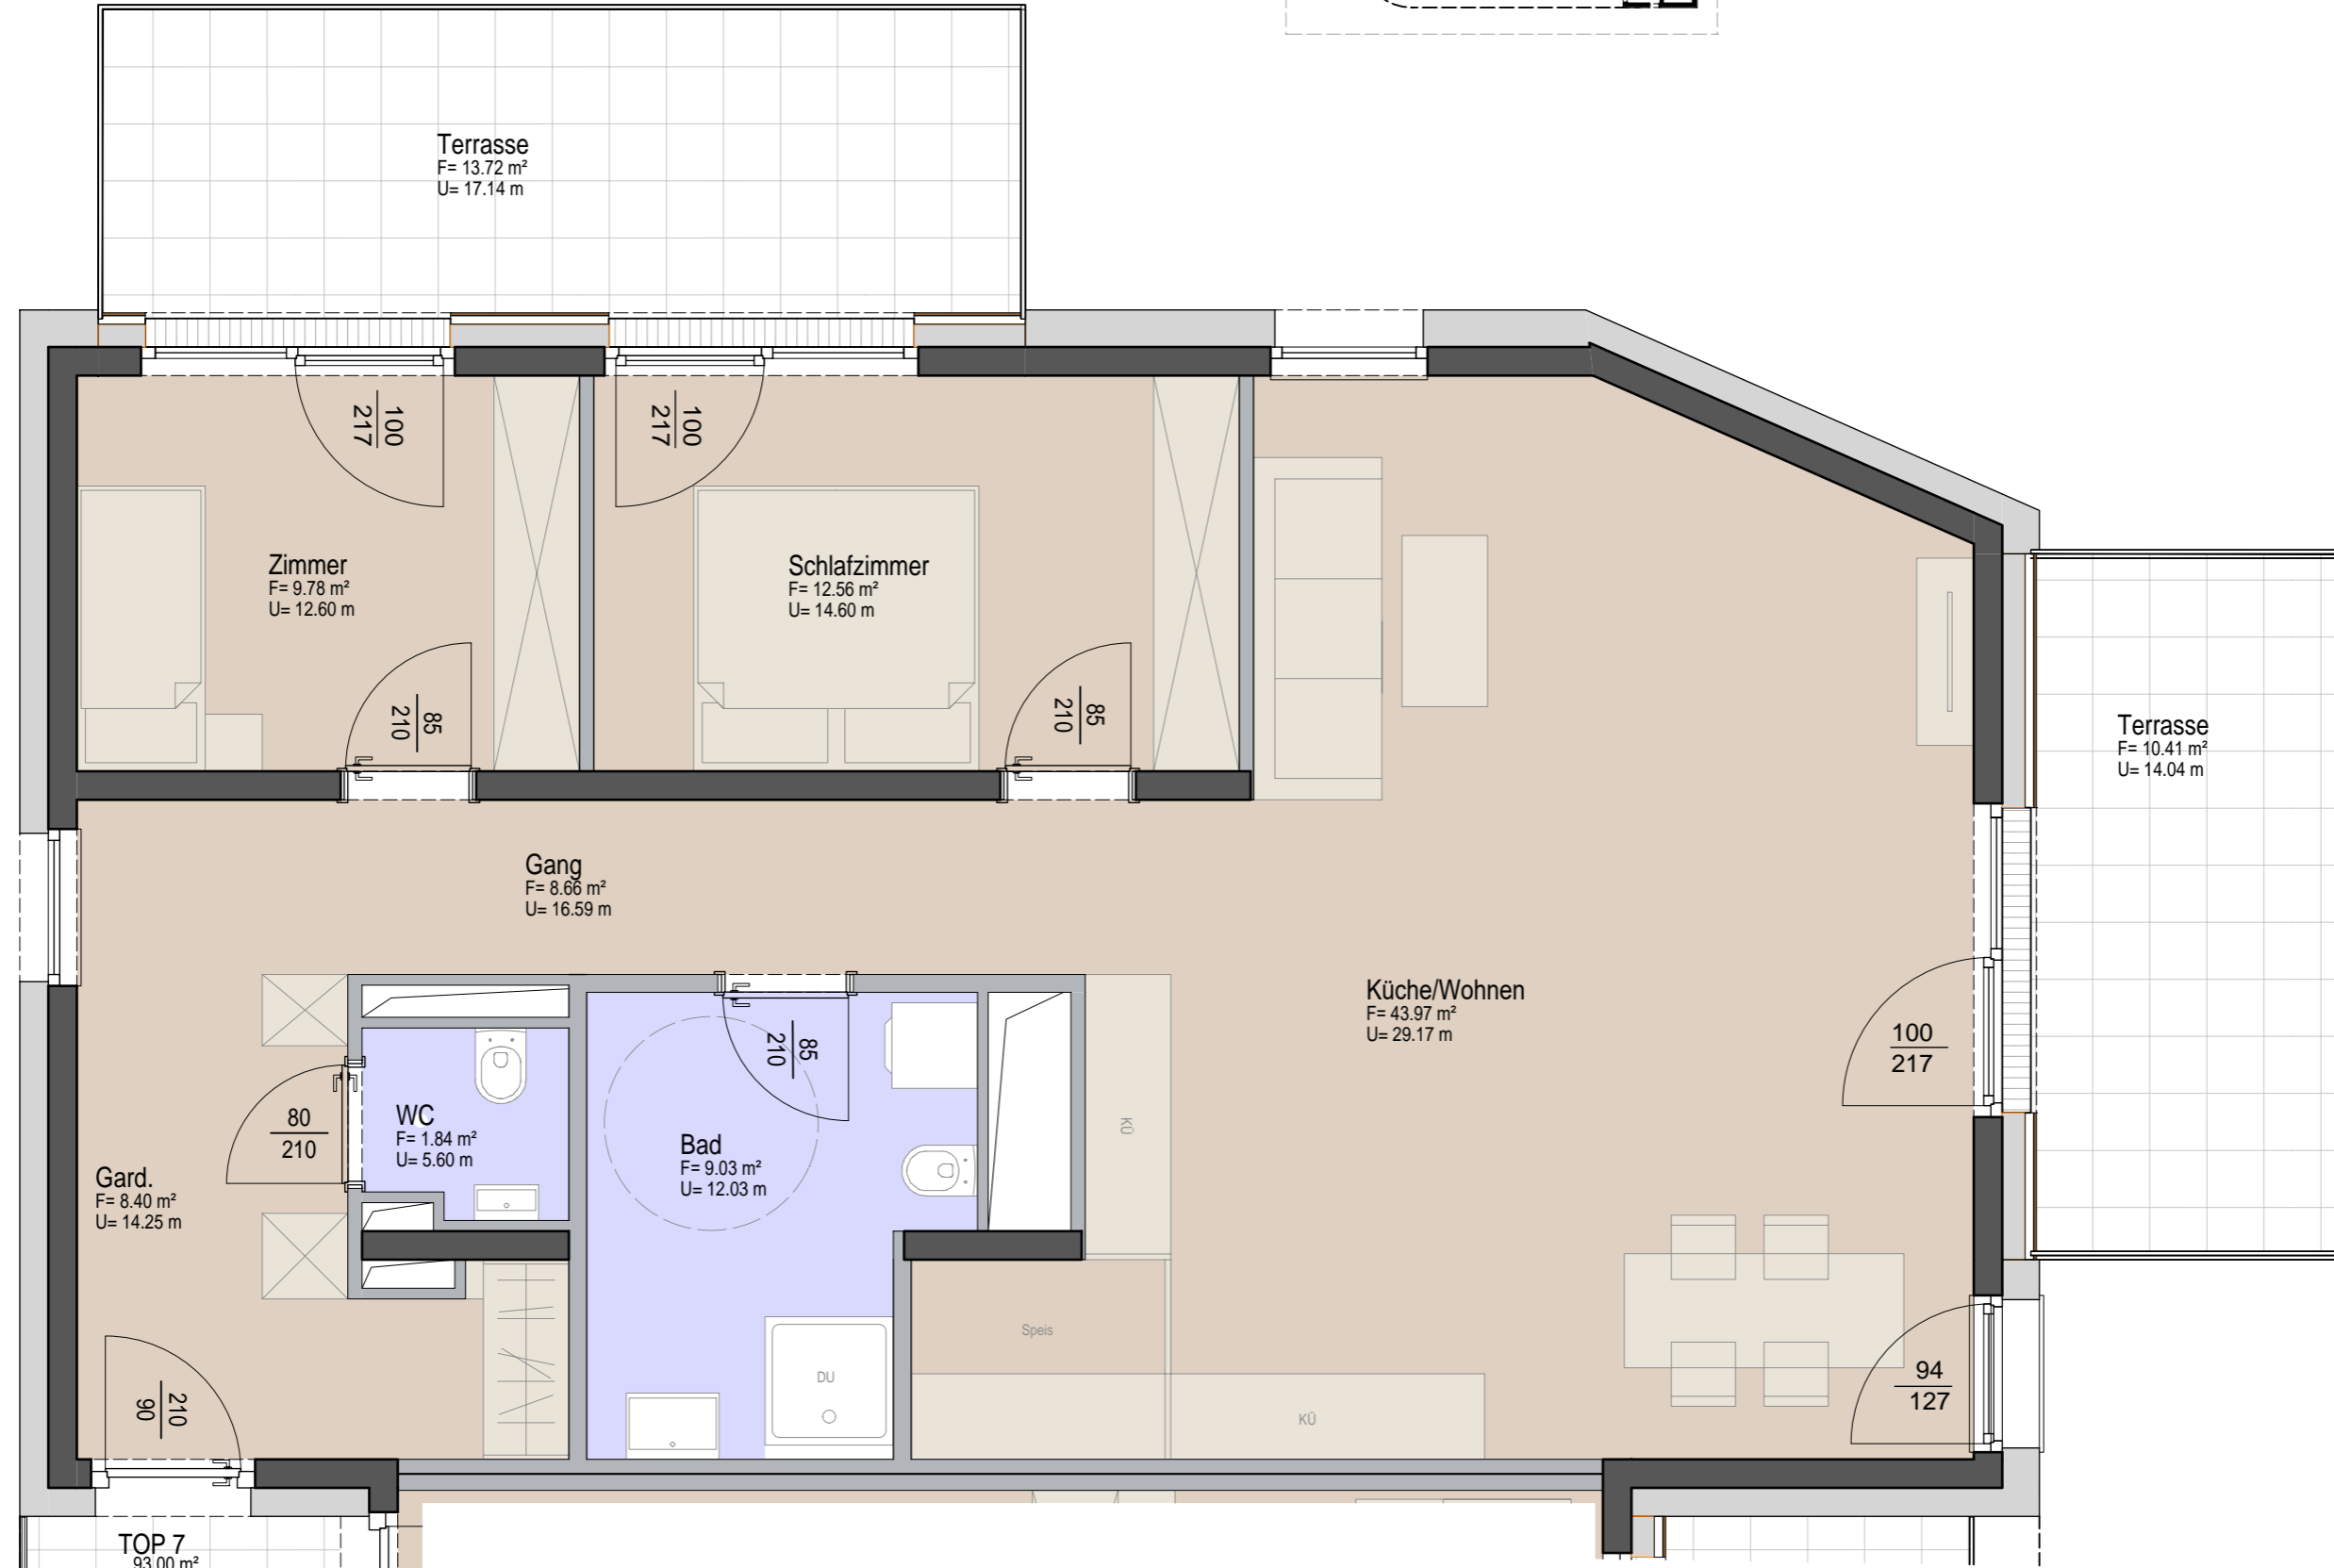 Terrasse
F= 13.72 m²
U= 17.14 m
100
217
100
217
Zimmer
F= 9.78 m²
U= 12.60 m
Schlafzimmer
F= 12.56 m²
U= 14.60 m
85
210
85
210
Terrasse
F= 10.41 m²
U= 14.04 m
Gang
F= 8.66 m²
U= 16.59 m
Küche/Wohnen
F= 43.97 m²
U= 29.17 m
100
217
85
210
KÜ
80
210
WC
F= 1.84 m²
U= 5.60 m
Bad
F= 9.03 m²
U= 12.03 m
Gard.
F= 8.40 m²
U= 14.25 m
Speis
DU
KÜ
94
127
210
90
TOP 7
93.00 m²